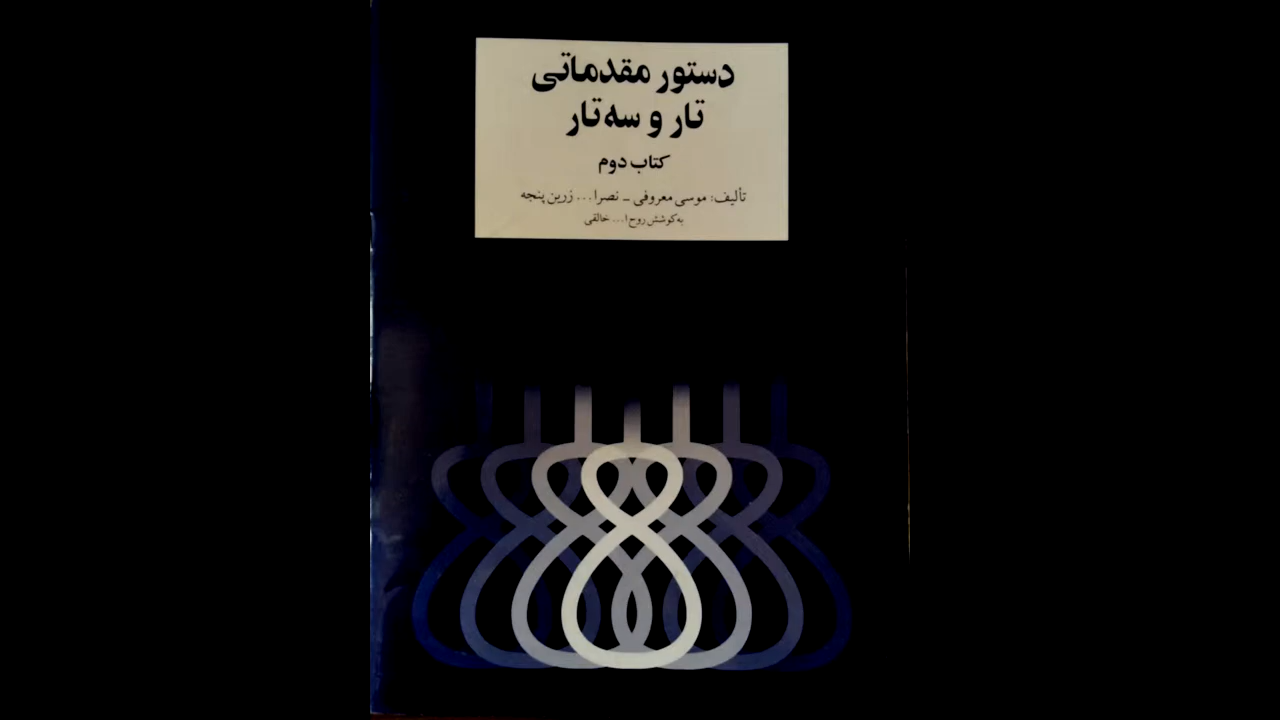 دستور مقدماتی
تار و سه‌تار
کتاب دوم
تألیف: موسی معروفی ـ نصرا... زرین پنجه
به‌کوشش روح ا... خالقی